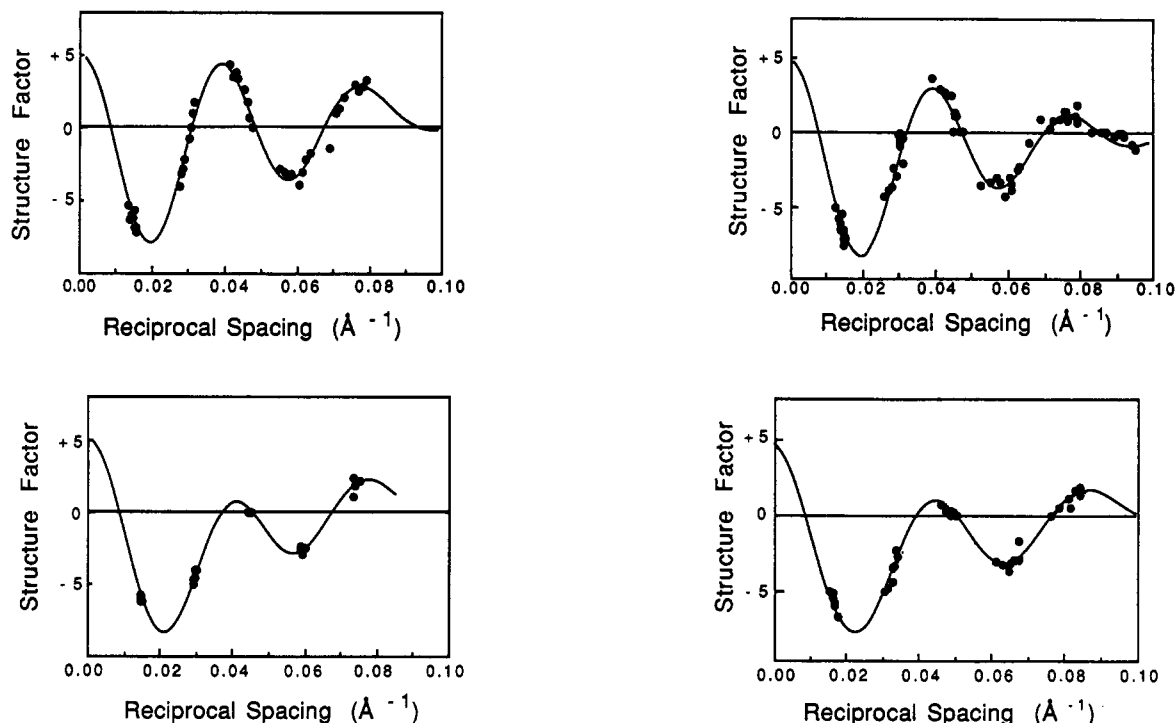 Structure Factor
+ 5
0
- 5
0.00 0.02 0.04 0.06 0.08 0.10
Reciprocal Spacing (Å -1)
Structure Factor
+ 5
0
- 5
0.00 0.02 0.04 0.06 0.08 0.10
Reciprocal Spacing (Å -1)
Structure Factor
+ 5
0
- 5
0.00 0.02 0.04 0.06 0.08 0.10
Reciprocal Spacing (Å -1)
Structure Factor
+ 5
0
- 5
0.00 0.02 0.04 0.06 0.08 0.10
Reciprocal Spacing (Å -1)